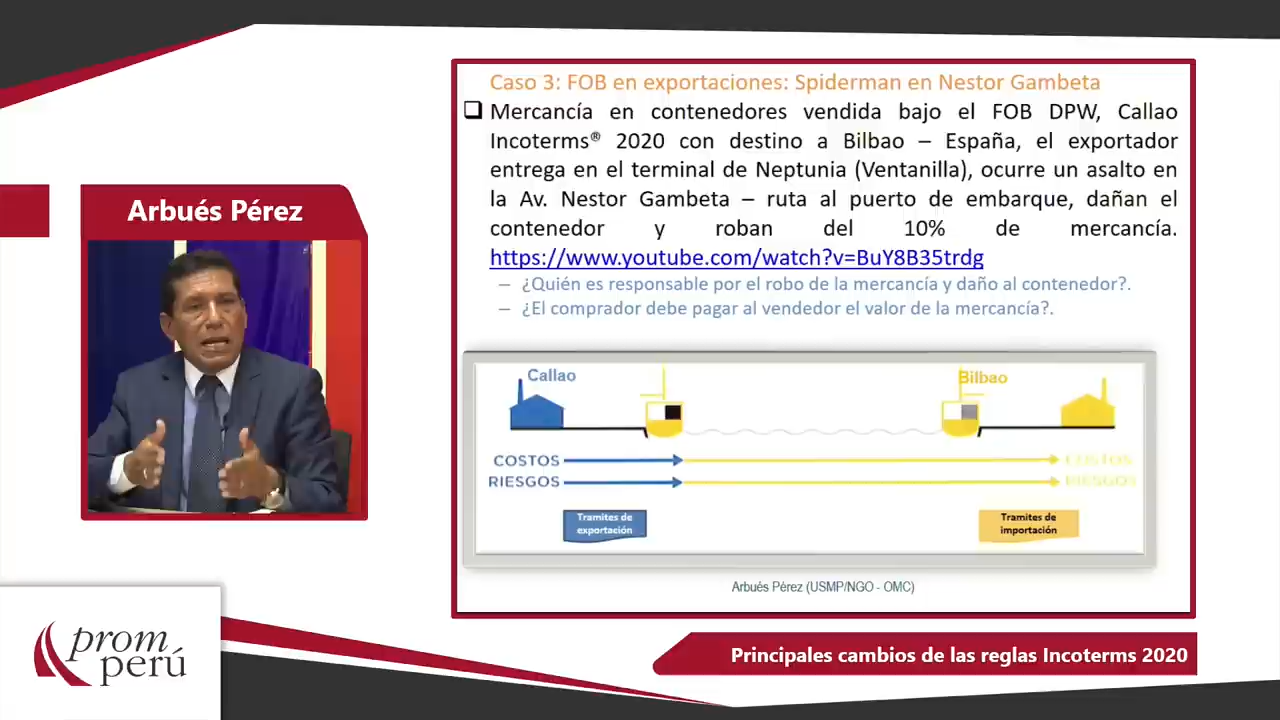 Caso 3: FOB en exportaciones: Spiderman en Nestor Gambeta
Mercancía en contenedores vendida bajo el FOB DPW, Callao
Incoterms® 2020 con destino a Bilbao – España, el exportador
entrega en el terminal de Neptunia (Ventanilla), ocurre un asalto en
la Av. Nestor Gambeta – ruta al puerto de embarque, dañan el
contenedor y roban del 10% de mercancía.
https://www.youtube.com/watch?v=BuY8B35trdg
– ¿Quién es responsable por el robo de la mercancía y daño al contenedor?.
– ¿El comprador debe pagar al vendedor el valor de la mercancía?.
Arbués Pérez
Callao
Bilbao
COSTOS
COSTOS
RIESGOS
RIESGOS
Tramites de
exportación
Tramites de
importación
Arbués Pérez (USMP/NGO - OMC)
prom
perú
Principales cambios de las reglas Incoterms 2020